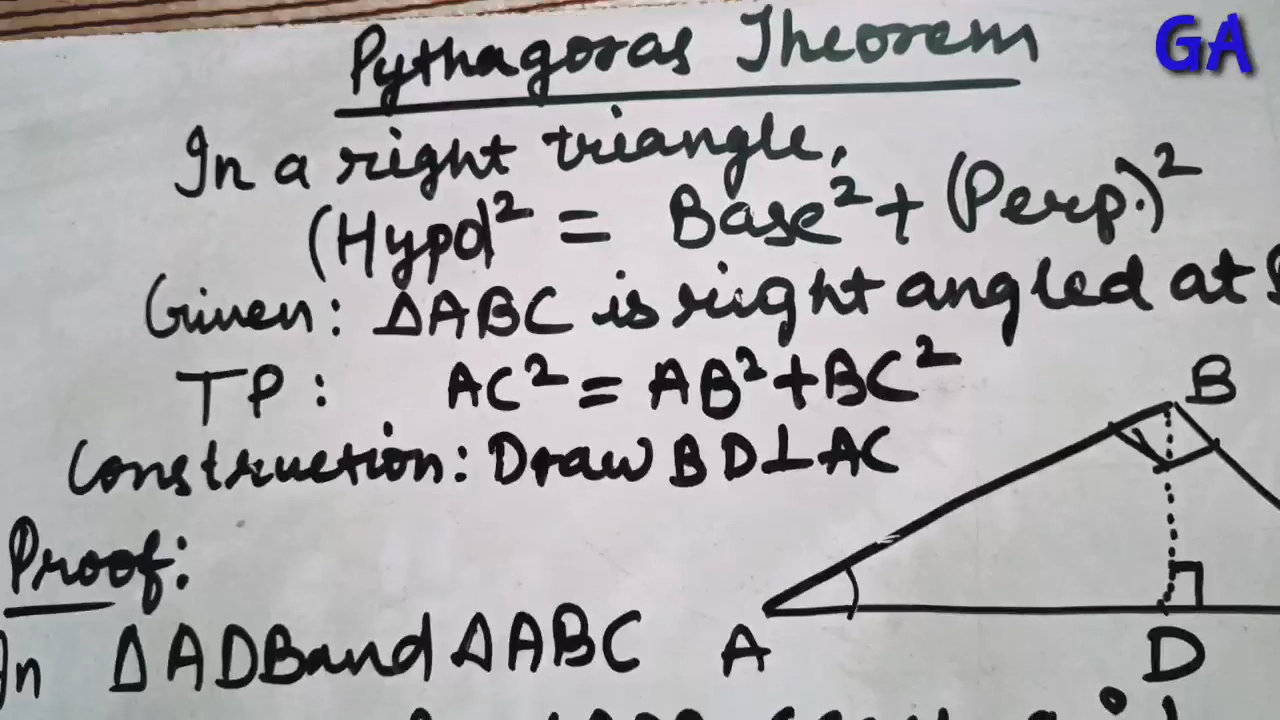 Pythagoras Theorem
GA
In a right triangle,
(Hypo)² = Base² + (Perp.)²
Given: ΔABC is right angled at
TP: AC² = AB² + BC²
Construction: Draw BD⊥AC
B
Proof:
In ΔADB and ΔABC
A
D